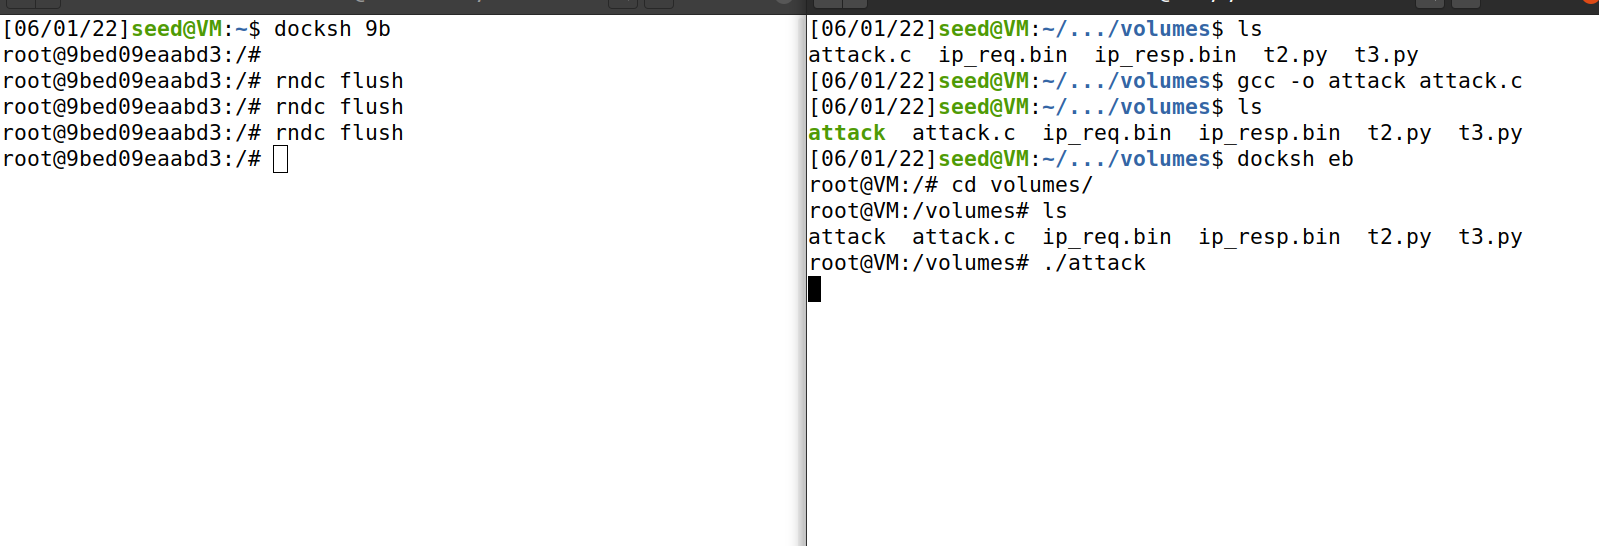 [06/01/22]seed@VM:~$ docksh 9b
root@9bed09eaabd3:/#
root@9bed09eaabd3:/# rndc flush
root@9bed09eaabd3:/# rndc flush
root@9bed09eaabd3:/# rndc flush
root@9bed09eaabd3:/#
[06/01/22]seed@VM:~/.../volumes$ ls
attack.c  ip_req.bin  ip_resp.bin  t2.py  t3.py
[06/01/22]seed@VM:~/.../volumes$ gcc -o attack attack.c
[06/01/22]seed@VM:~/.../volumes$ ls
attack  attack.c  ip_req.bin  ip_resp.bin  t2.py  t3.py
[06/01/22]seed@VM:~/.../volumes$ docksh eb
root@VM:/# cd volumes/
root@VM:/volumes# ls
attack  attack.c  ip_req.bin  ip_resp.bin  t2.py  t3.py
root@VM:/volumes# ./attack